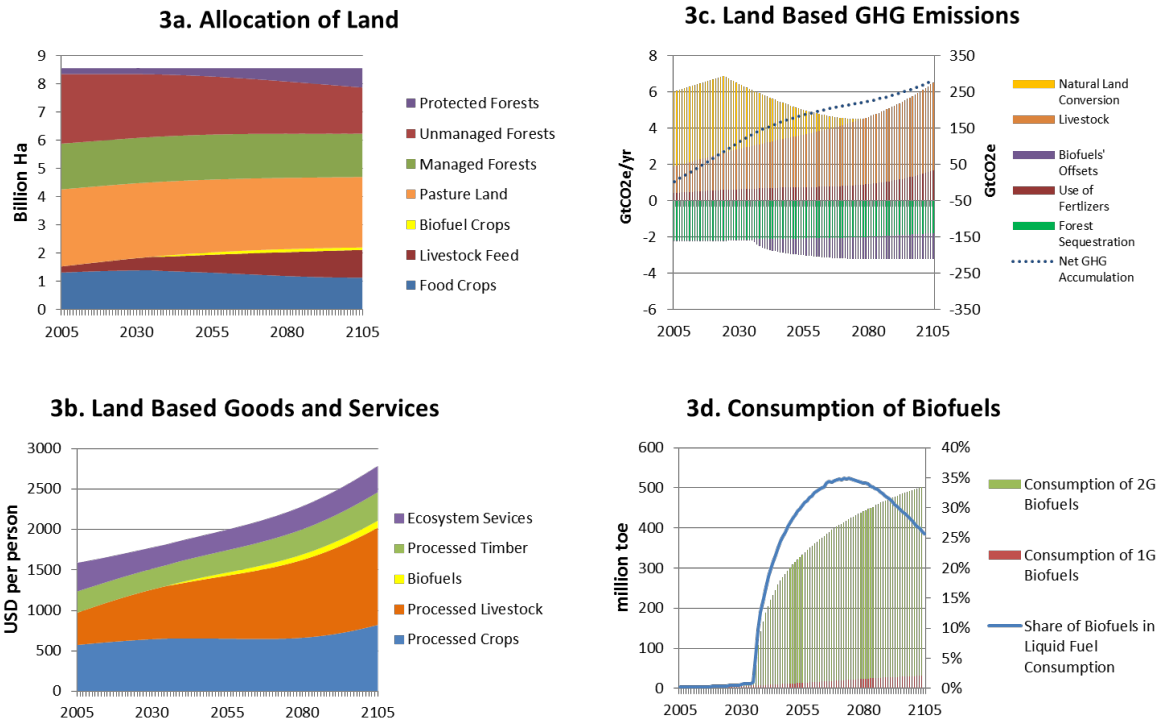 3a. Allocation of Land
Billion Ha
9
8
7
6
5
4
3
2
1
0
2005 2030 2055 2080 2105
Protected Forests
Unmanaged Forests
Managed Forests
Pasture Land
Biofuel Crops
Livestock Feed
Food Crops
3c. Land Based GHG Emissions
GtCO2e/yr
8
6
4
2
0
-2
-4
-6
350
250
150
50
-50
-150
-250
-350
GtCO2e
2005 2030 2055 2080 2105
Natural Land
Conversion
Livestock
Biofuels'
Offsets
Use of
Fertlizers
Forest
Sequestration
Net GHG
Accumulation
3b. Land Based Goods and Services
USD per person
3000
2500
2000
1500
1000
500
0
2005 2030 2055 2080 2105
Ecosystem Sevices
Processed Timber
Biofuels
Processed Livestock
Processed Crops
3d. Consumption of Biofuels
million toe
600
500
400
300
200
100
0
40%
35%
30%
25%
20%
15%
10%
5%
0%
2005 2030 2055 2080 2105
Consumption of 2G
Biofuels
Consumption of 1G
Biofuels
Share of Biofuels in
Liquid Fuel
Consumption